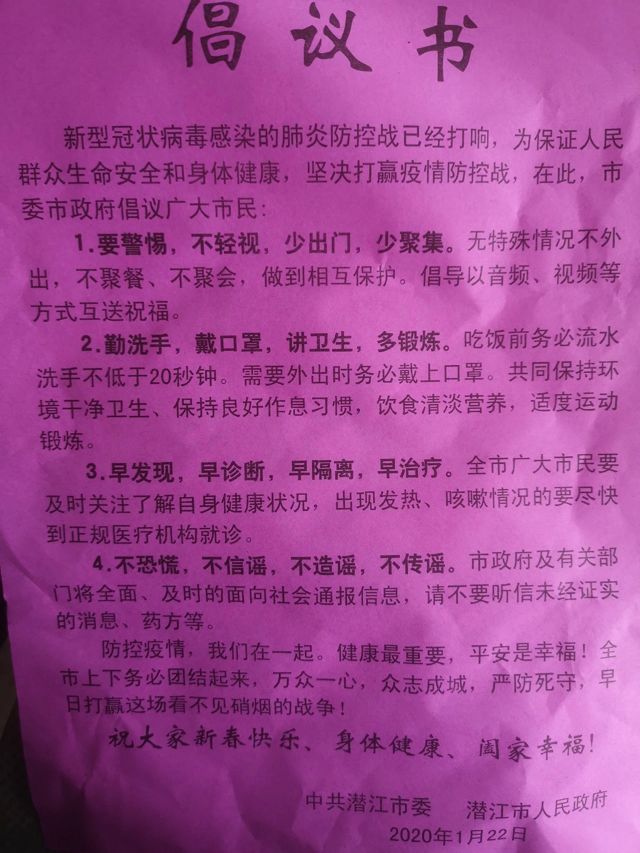 倡议书
新型冠状病毒感染的肺炎防控战已经打响，为保证人民
群众生命安全和身体健康，坚决打赢疫情防控战，在此，市
委市政府倡议广大市民：
1.要警惕，不轻视，少出门，少聚集。无特殊情况不外
出，不聚餐、不聚会，做到相互保护。倡导以音频、视频等
方式互送祝福。
2.勤洗手，戴口罩，讲卫生，多锻炼。吃饭前务必流水
洗手不低于20秒钟。需要外出时务必戴上口罩。共同保持环
境干净卫生、保持良好作息习惯，饮食清淡营养，适度运动
锻炼。
3.早发现，早诊断，早隔离，早治疗。全市广大市民要
及时关注了解自身健康状况，出现发热、咳嗽情况的要尽快
到正规医疗机构就诊。
4.不恐慌，不信谣，不造谣，不传谣。市政府及有关部
门将全面、及时的面向社会通报信息，请不要听信未经证实
的消息、药方等。
防控疫情，我们在一起。健康最重要，平安是幸福！全
市上下务必团结起来，万众一心，众志成城，严防死守，早
日打赢这场看不见硝烟的战争！
祝大家新春快乐、身体健康、阖家幸福！
中共潜江市委 潜江市人民政府
2020年1月22日